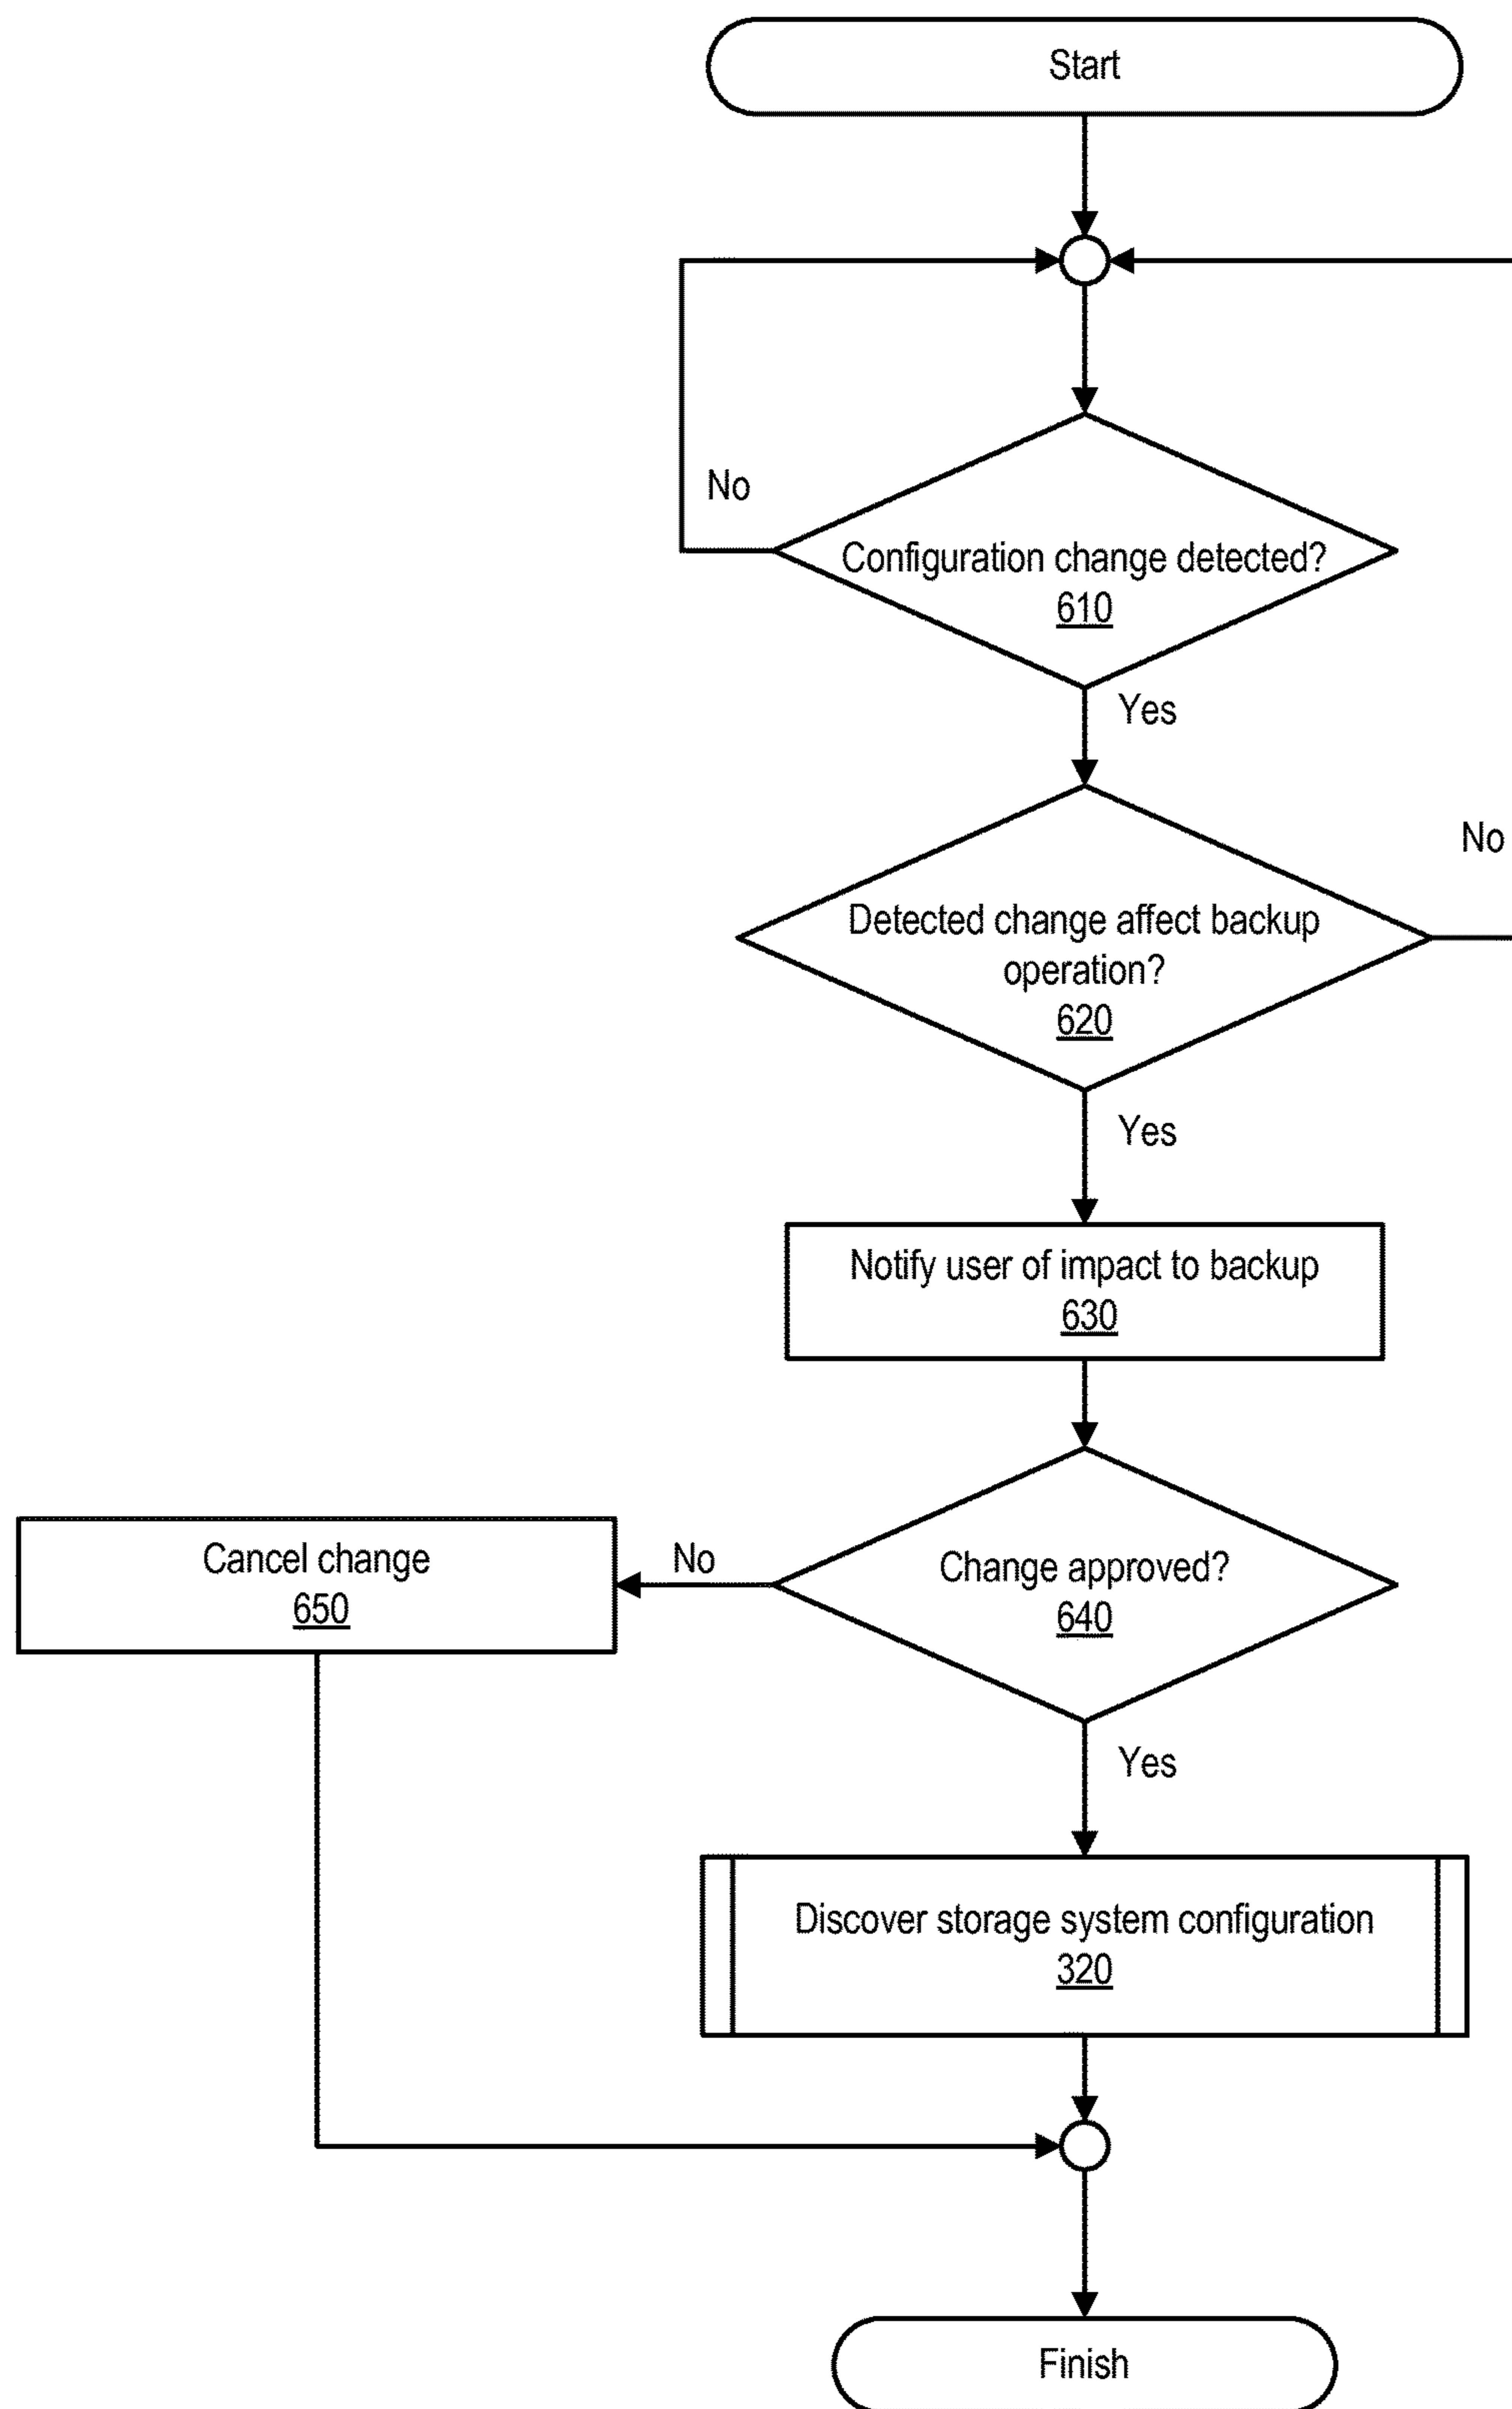 Start
No
Configuration change detected?
610
Yes
No
Detected change affect backup
operation?
620
Yes
Notify user of impact to backup
630
Cancel change
650
No
Change approved?
640
Yes
Discover storage system configuration
320
Finish